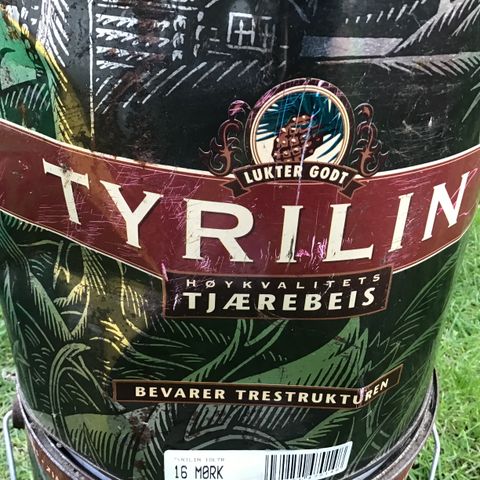 LUKTER GODT
TYRILIN
HØYKVALITETS
TJÆREBEIS
BEVARER TRESTRUKTUREN
16 MØRK